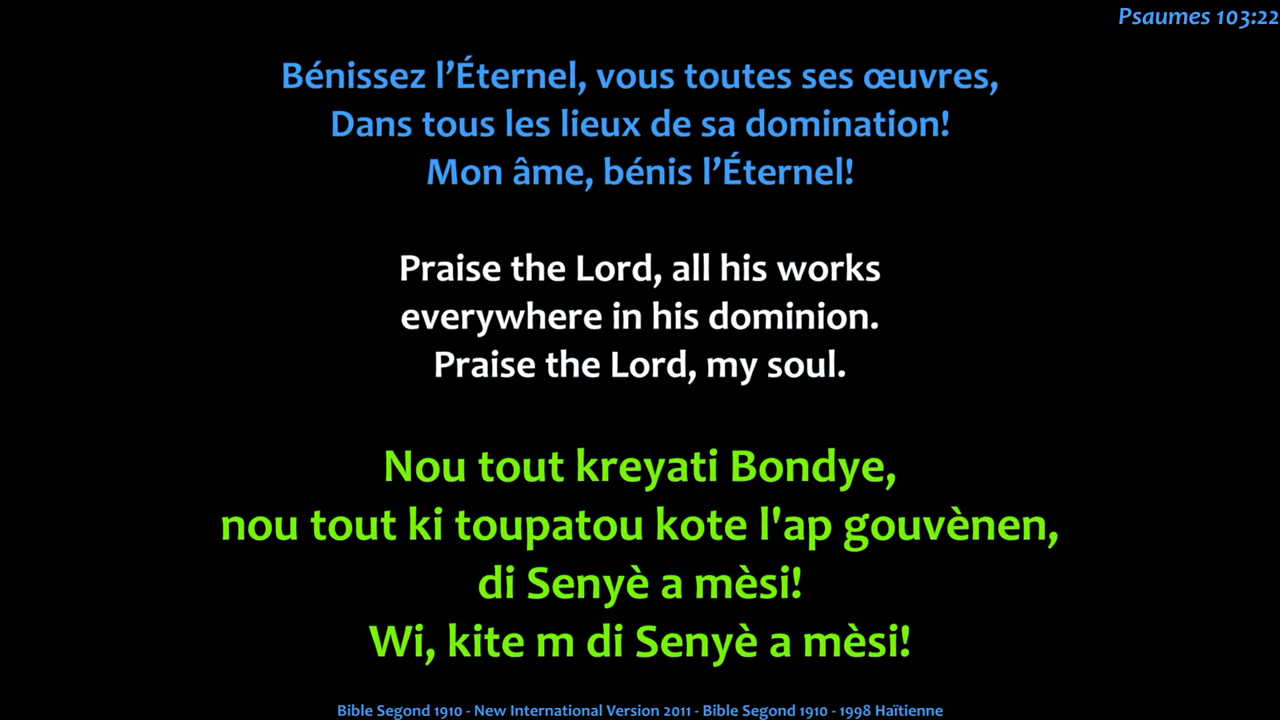 Psaumes 103:22
Bénissez l’Éternel, vous toutes ses œuvres,
Dans tous les lieux de sa domination!
Mon âme, bénis l’Éternel!
Praise the Lord, all his works
everywhere in his dominion.
Praise the Lord, my soul.
Nou tout kreyati Bondye,
nou tout ki toupatou kote l'ap gouvènen,
di Senyè a mèsi!
Wi, kite m di Senyè a mèsi!
Bible Segond 1910 - New International Version 2011 - Bible Segond 1910 - 1998 Haïtienne